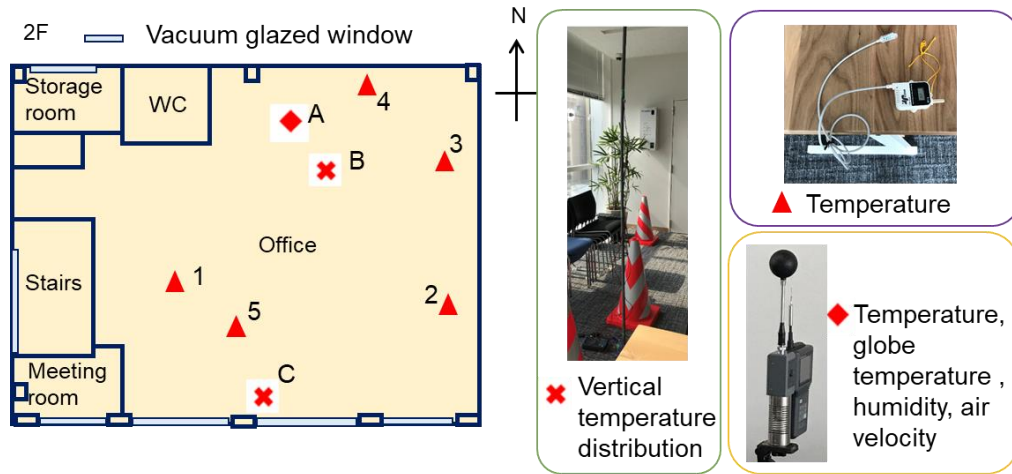 2F
Vacuum glazed window
N
Storage
room
WC
A
4
B
3
Office
Stairs
1
5
2
Meeting
room
C
Vertical
temperature
distribution
Temperature
Temperature,
globe
temperature ,
humidity, air
velocity